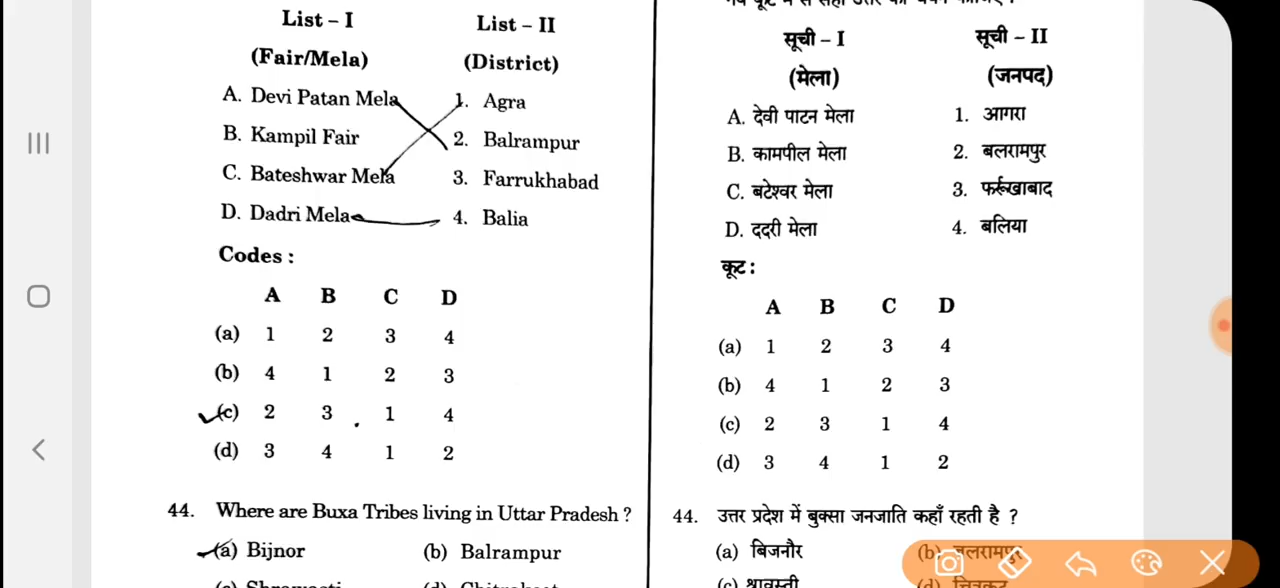 List – I
List – II
(Fair/Mela)
(District)
A. Devi Patan Mela
1. Agra
B. Kampil Fair
2. Balrampur
C. Bateshwar Mela
3. Farrukhabad
D. Dadri Mela
4. Balia
Codes :
A B C D
(a) 1 2 3 4
(b) 4 1 2 3
(c) 2 3 1 4
(d) 3 4 1 2
44. Where are Buxa Tribes living in Uttar Pradesh ?
(a) Bijnor
(b) Balrampur
सूची – I
सूची – II
(मेला)
(जनपद)
A. देवी पाटन मेला
1. आगरा
B. कामपील मेला
2. बलरामपुर
C. बटेश्वर मेला
3. फर्रूखाबाद
D. ददरी मेला
4. बलिया
कूट :
A B C D
(a) 1 2 3 4
(b) 4 1 2 3
(c) 2 3 1 4
(d) 3 4 1 2
44. उत्तर प्रदेश में बुक्सा जनजाति कहाँ रहती है ?
(a) बिजनौर
(b) बलरामपुर